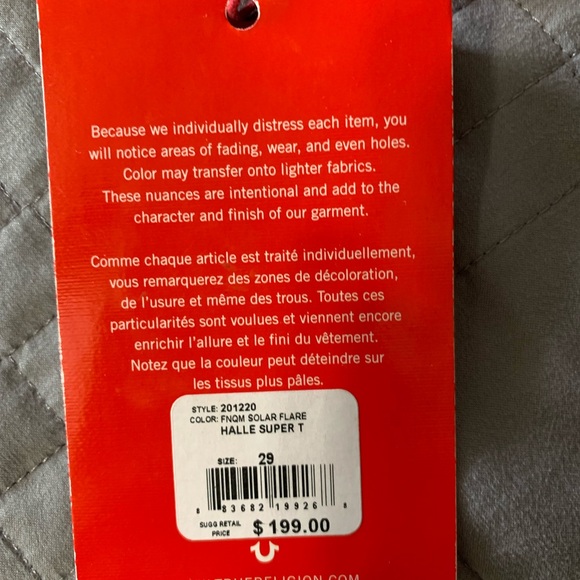 Because we individually distress each item, you
will notice areas of fading, wear, and even holes.
Color may transfer onto lighter fabrics.
These nuances are intentional and add to the
character and finish of our garment.
Comme chaque article est traité individuellement,
vous remarquerez des zones de décoloration,
de l'usure et même des trous. Toutes ces
particularités sont voulues et viennent encore
enrichir l'allure et le fini du vêtement.
Notez que la couleur peut déteindre sur
les tissus plus pâles.
STYLE: 201220
COLOR: FNQM SOLAR FLARE
HALLE SUPER T
SIZE: 29
8 83682 19926 8
SUGG RETAIL
PRICE $199.00